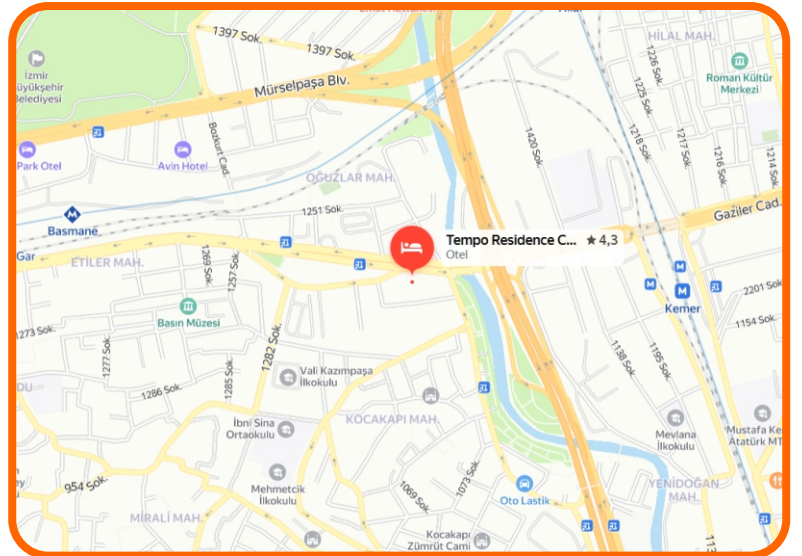 1397 Sok.
1397 Sok.
HİLAL MAH.
1226 Sok.
1225 Sok.
İzmir
üyükşehir
elediyesi
Mürselpaşa Blv.
Roman Kültür
Merkezi
Park Otel
Avin Hotel
Bozkurt Cad.
1420 Sok.
1218 Sok.
1217 Sok.
1216 Sok.
1214 Sok.
OĞUZLAR MAH.
1251 Sok.
Basmane
Gar
Gaziler Cad.
Tempo Residence C... ★ 4,3
Otel
ETİLER MAH.
1269 Sok.
1257 Sok.
Basın Müzesi
Kemer
2201 Sok.
1154 Sok.
1273 Sok.
1277 Sok.
1282 Sok.
1285 Sok.
1286 Sok.
Vali Kazımpaşa
İlkokulu
1138 Sok.
1195 Sok.
DU
İbni Sina
Ortaokulu
KOCAKAPI MAH.
Mevlana
İlkokulu
Mustafa Ke
Atatürk MT
954 Sok.
Mehmetcik
İlkokulu
1069 Sok.
1073 Sok.
Oto Lastik
YENİDOĞAN
MAH.
MİRALİ MAH.
Kocakapı
Zümrüt Cami